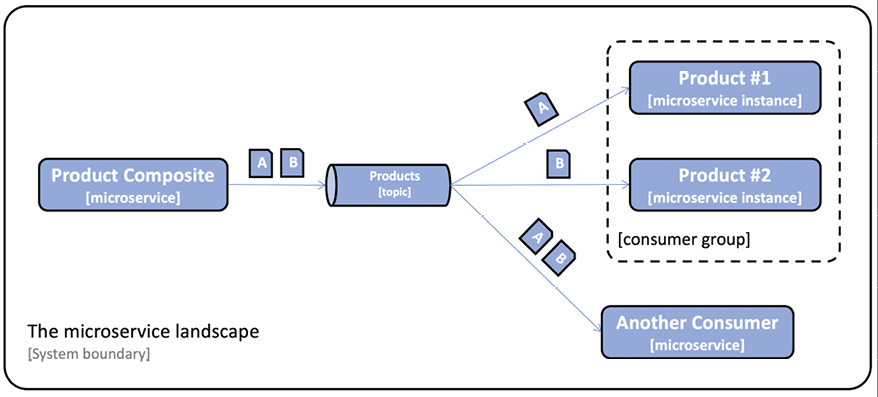 Product #1
[microservice instance]
A
A B
Product Composite
[microservice]
Products
[topic]
B
Product #2
[microservice instance]
[consumer group]
A
B
Another Consumer
[microservice]
The microservice landscape
[System boundary]